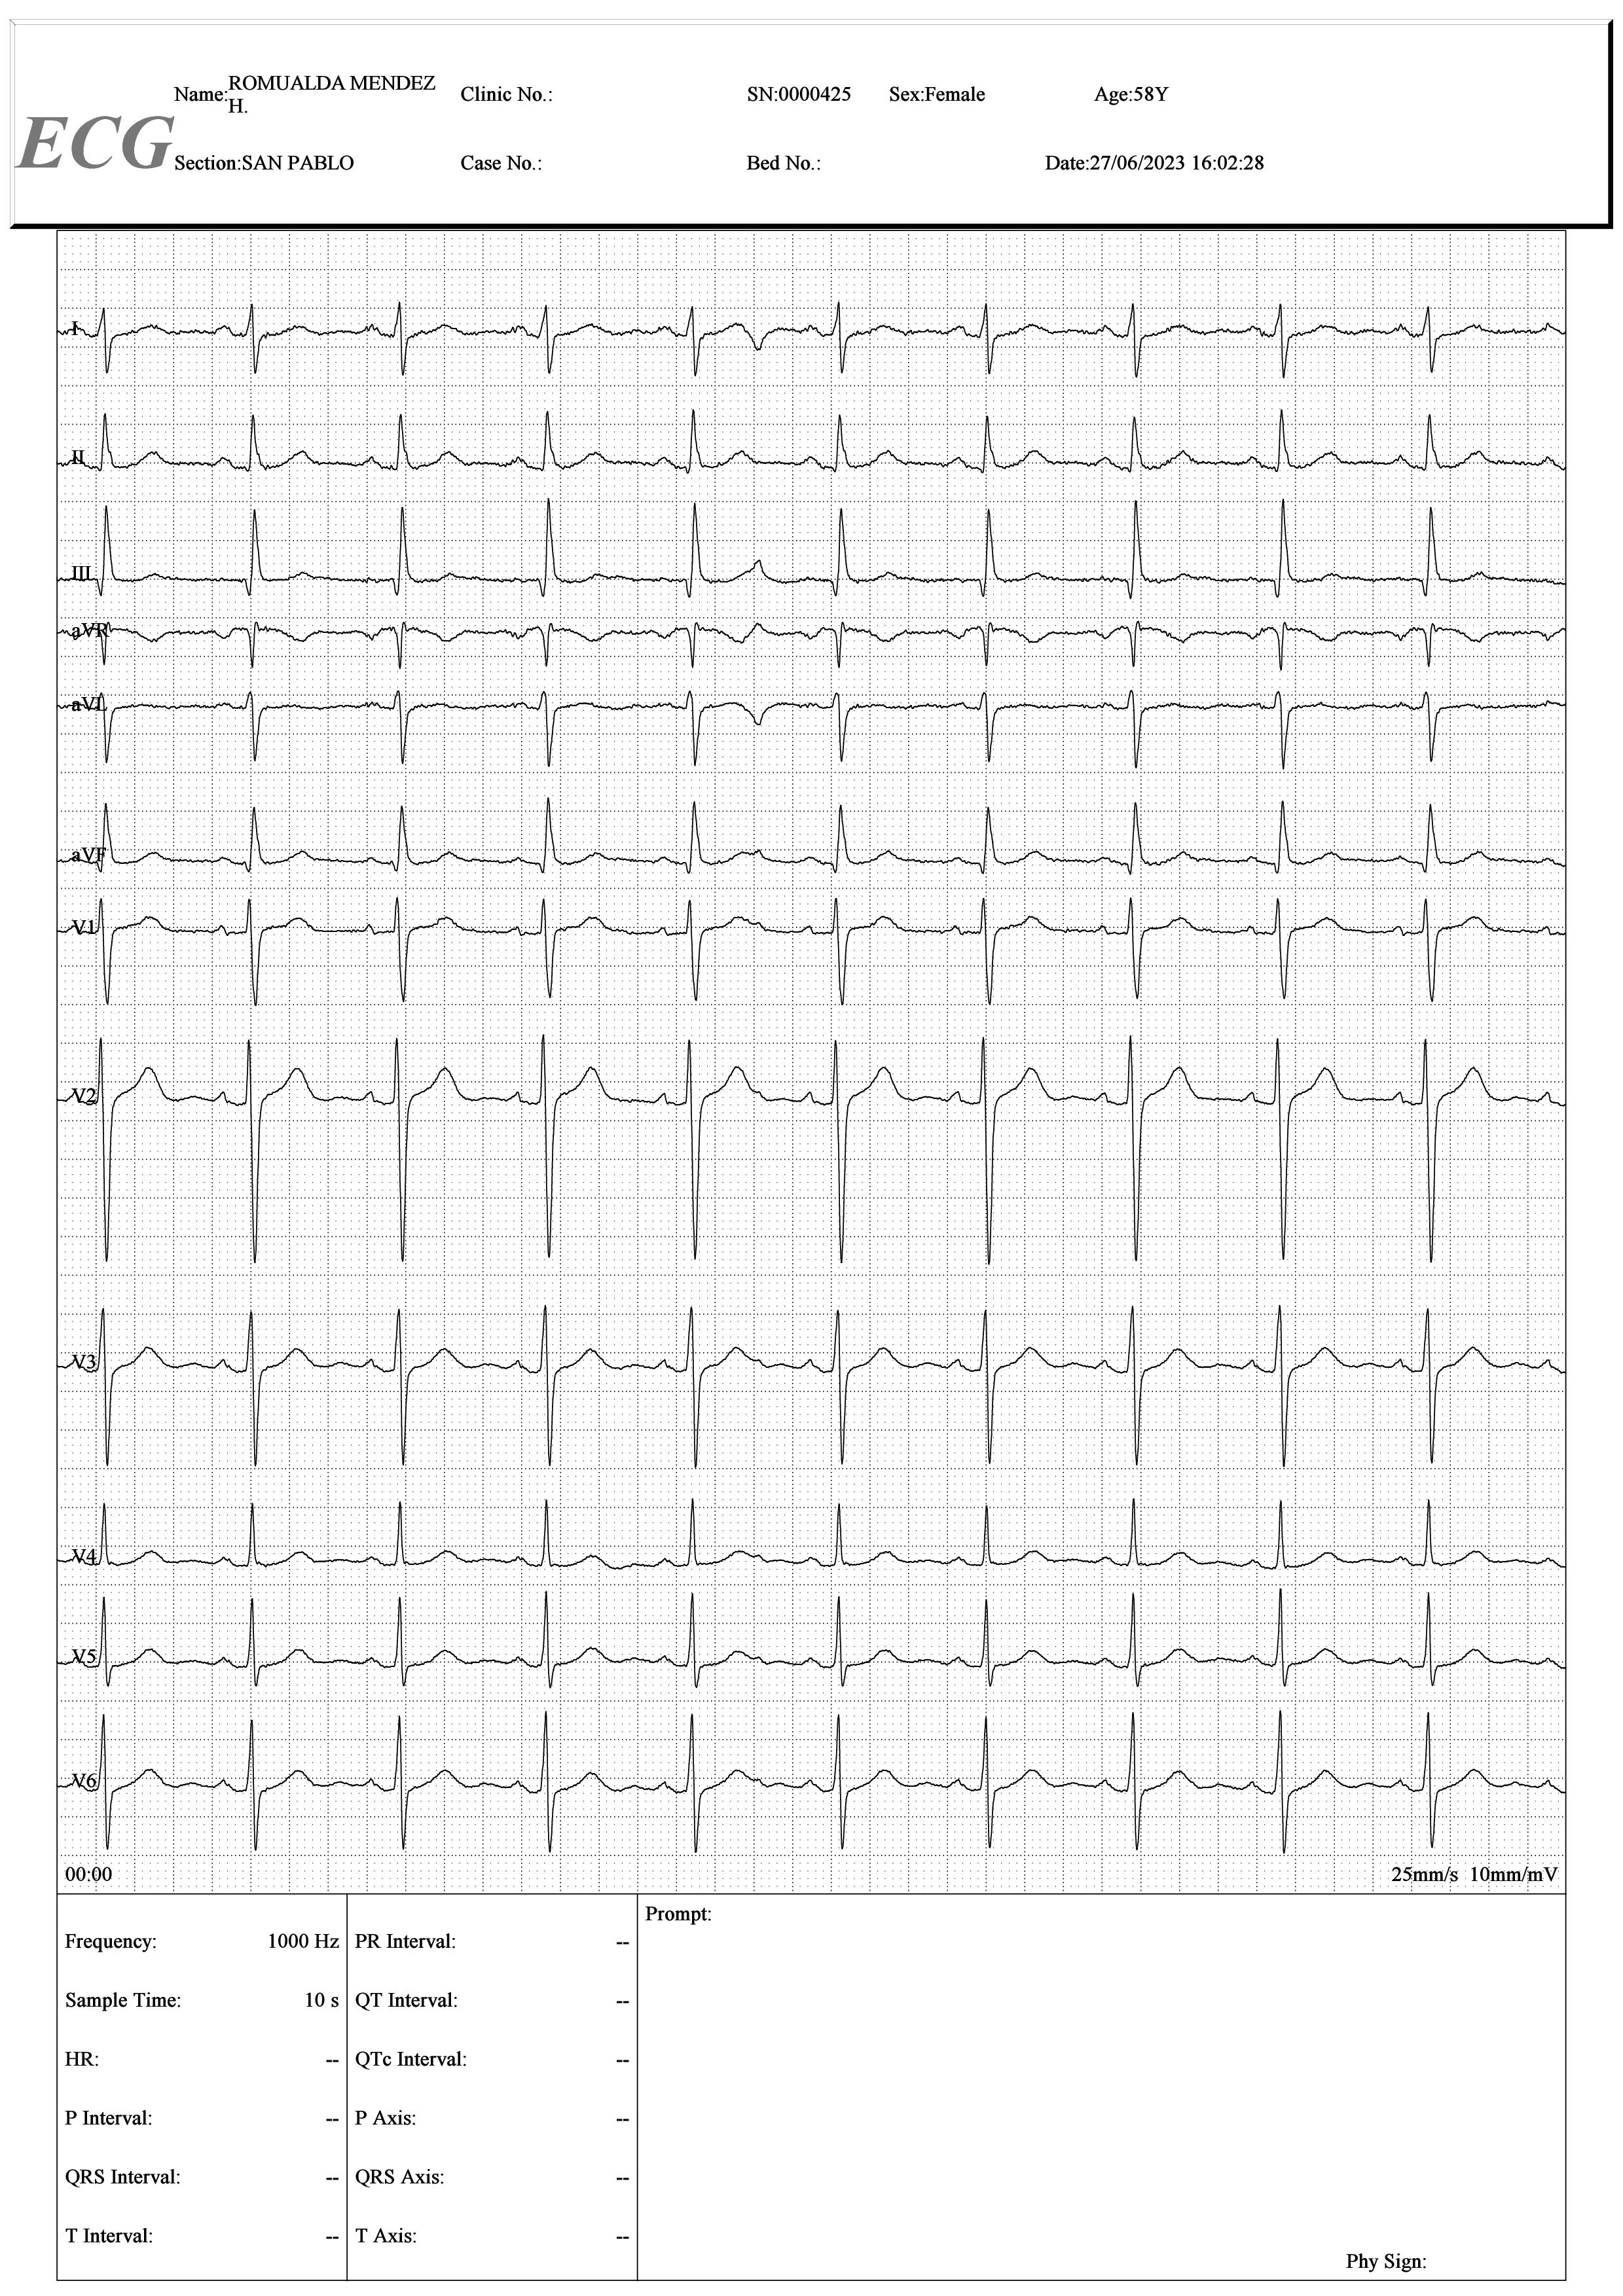 ECG
Name:ROMUALDA MENDEZ H. Clinic No.: SN:0000425 Sex:Female Age:58Y
Section:SAN PABLO Case No.: Bed No.: Date:27/06/2023 16:02:28
I
II
III
aVR
aVL
aVF
V1
V2
V3
V4
V5
V6
00:00 25mm/s 10mm/mV
Prompt:
Frequency: 1000 Hz PR Interval: --
Sample Time: 10 s QT Interval: --
HR: -- QTc Interval: --
P Interval: -- P Axis: --
QRS Interval: -- QRS Axis: --
T Interval: -- T Axis: --
Phy Sign: